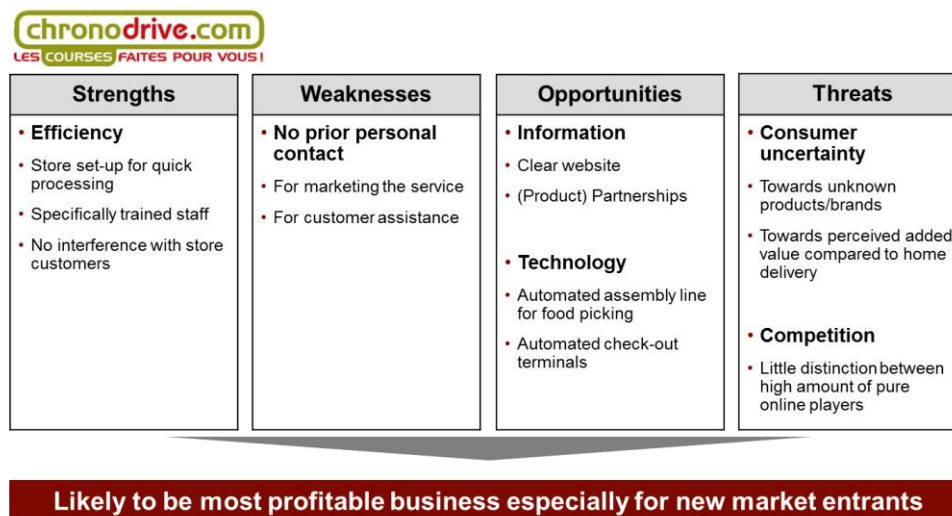 chronodrive.com
LES COURSES FAITES POUR VOUS !
Strengths
• Efficiency
• Store set-up for quick
processing
• Specifically trained staff
• No interference with store
customers
Weaknesses
• No prior personal
contact
• For marketing the service
• For customer assistance
Opportunities
• Information
• Clear website
• (Product) Partnerships
• Technology
• Automated assembly line
for food picking
• Automated check-out
terminals
Threats
• Consumer
uncertainty
• Towards unknown
products/brands
• Towards perceived added
value compared to home
delivery
• Competition
• Little distinction between
high amount of pure
online players
Likely to be most profitable business especially for new market entrants